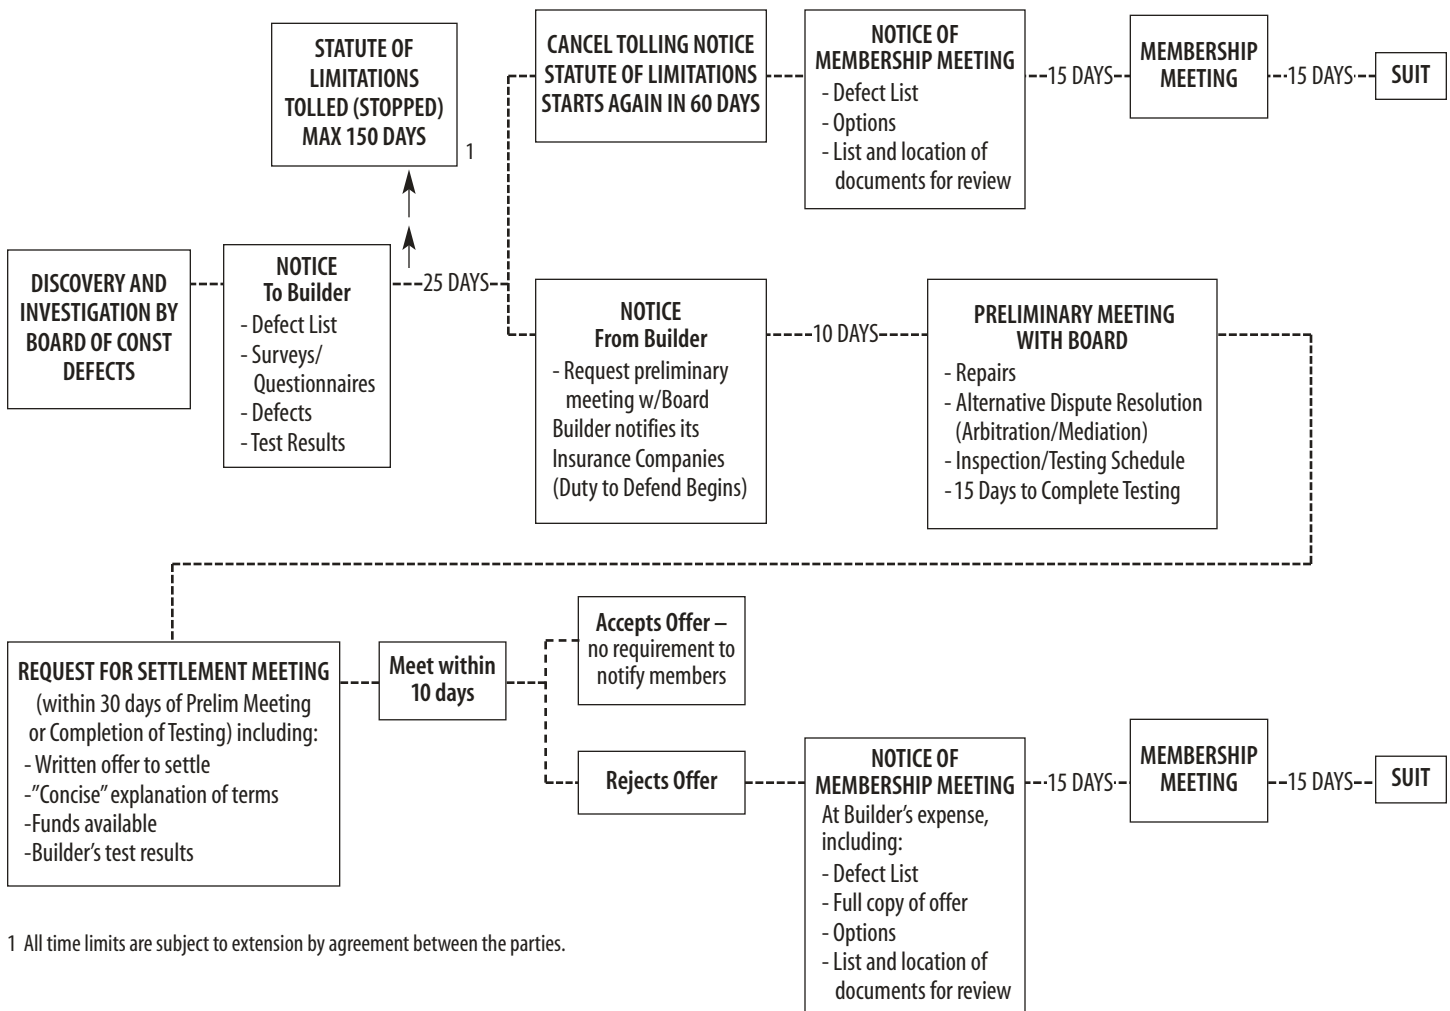 STATUTE OF
LIMITATIONS
TOLLED (STOPPED)
MAX 150 DAYS
1
CANCEL TOLLING NOTICE
STATUTE OF LIMITATIONS
STARTS AGAIN IN 60 DAYS
NOTICE OF
MEMBERSHIP MEETING
- Defect List
- Options
- List and location of
documents for review
15 DAYS
MEMBERSHIP
MEETING
15 DAYS
SUIT
DISCOVERY AND
INVESTIGATION BY
BOARD OF CONST
DEFECTS
NOTICE
To Builder
- Defect List
- Surveys/
Questionnaires
- Defects
- Test Results
25 DAYS
NOTICE
From Builder
- Request preliminary
meeting w/Board
Builder notifies its
Insurance Companies
(Duty to Defend Begins)
10 DAYS
PRELIMINARY MEETING
WITH BOARD
- Repairs
- Alternative Dispute Resolution
(Arbitration/Mediation)
- Inspection/Testing Schedule
- 15 Days to Complete Testing
REQUEST FOR SETTLEMENT MEETING
(within 30 days of Prelim Meeting
or Completion of Testing) including:
- Written offer to settle
-"Concise" explanation of terms
- Funds available
-Builder's test results
Meet within
10 days
Accepts Offer –
no requirement to
notify members
Rejects Offer
NOTICE OF
MEMBERSHIP MEETING
At Builder's expense,
including:
- Defect List
- Full copy of offer
- Options
- List and location of
documents for review
15 DAYS
MEMBERSHIP
MEETING
15 DAYS
SUIT
1 All time limits are subject to extension by agreement between the parties.